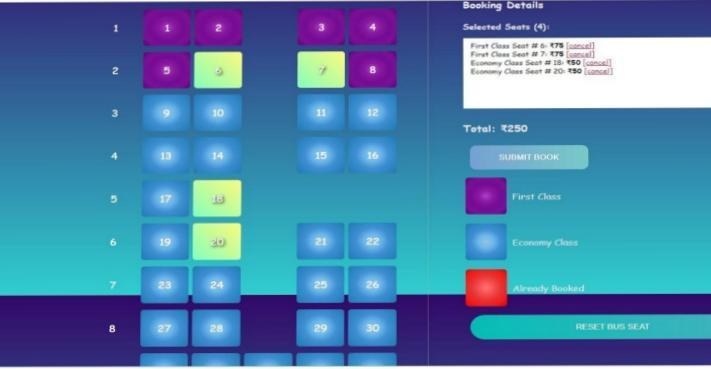 Booking Details
Selected Seats (4):
First Class Seat # 6: ₹75 [cancel]
First Class Seat # 7: ₹75 [cancel]
Economy Class Seat # 18: ₹50 [cancel]
Economy Class Seat # 20: ₹50 [cancel]
Total: ₹250
SUBMIT BOOK
First Class
Economy Class
Already Booked
RESET BUS SEAT
1 1 2 3 4
2 5 6 7 8
3 9 10 11 12
4 13 14 15 16
5 17 18
6 19 20 21 22
7 23 24 25 26
8 27 28 29 30